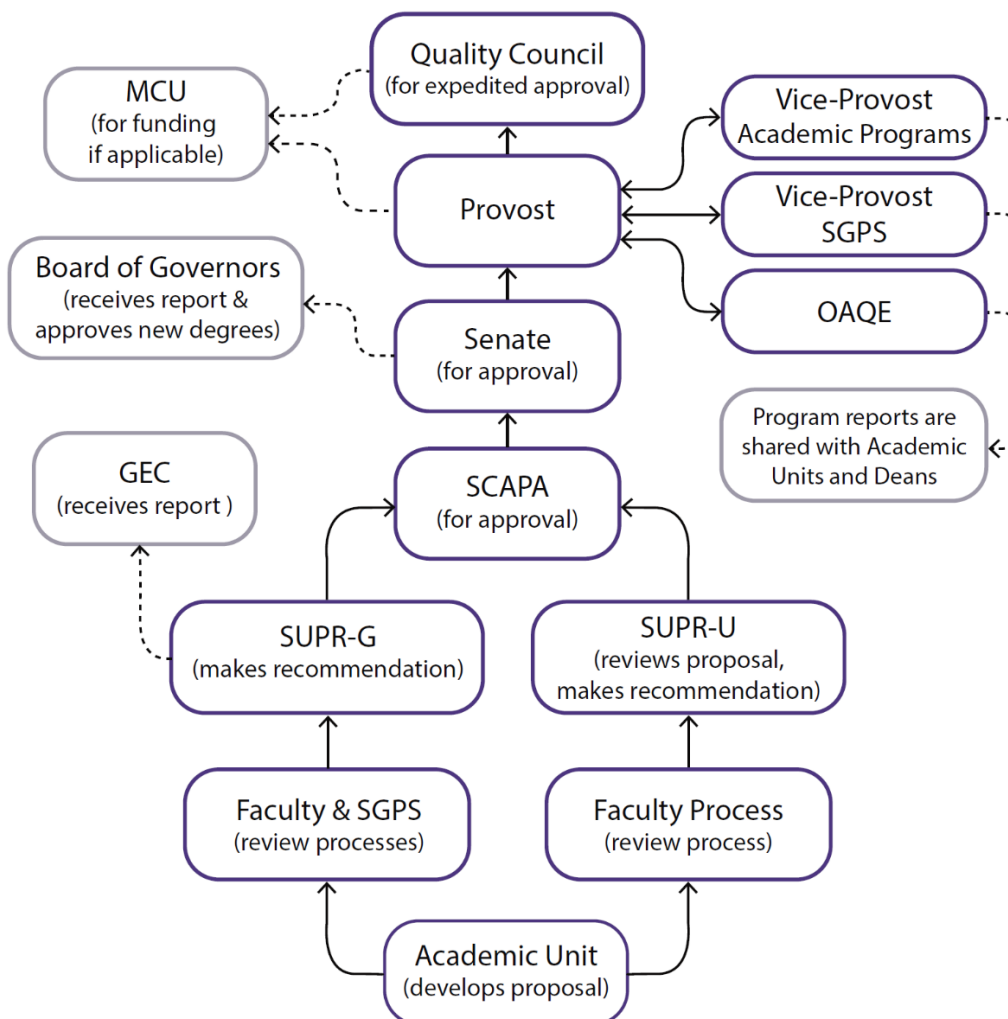 Quality Council
(for expedited approval)
MCU
(for funding
if applicable)
Vice-Provost
Academic Programs
Provost
Vice-Provost
SGPS
Board of Governors
(receives report &
approves new degrees)
OAQE
Senate
(for approval)
Program reports are
shared with Academic
Units and Deans
GEC
(receives report )
SCAPA
(for approval)
SUPR-G
(makes recommendation)
SUPR-U
(reviews proposal,
makes recommendation)
Faculty & SGPS
(review processes)
Faculty Process
(review process)
Academic Unit
(develops proposal)